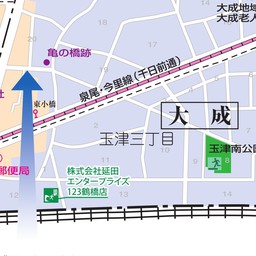 大成地域
大成老人
亀の橋跡
泉尾・今里線(千日前通)
社
東小橋
大成
玉津三丁目
玉津南公園
郵便局
株式会社延田
エンタープライズ
123鶴橋店